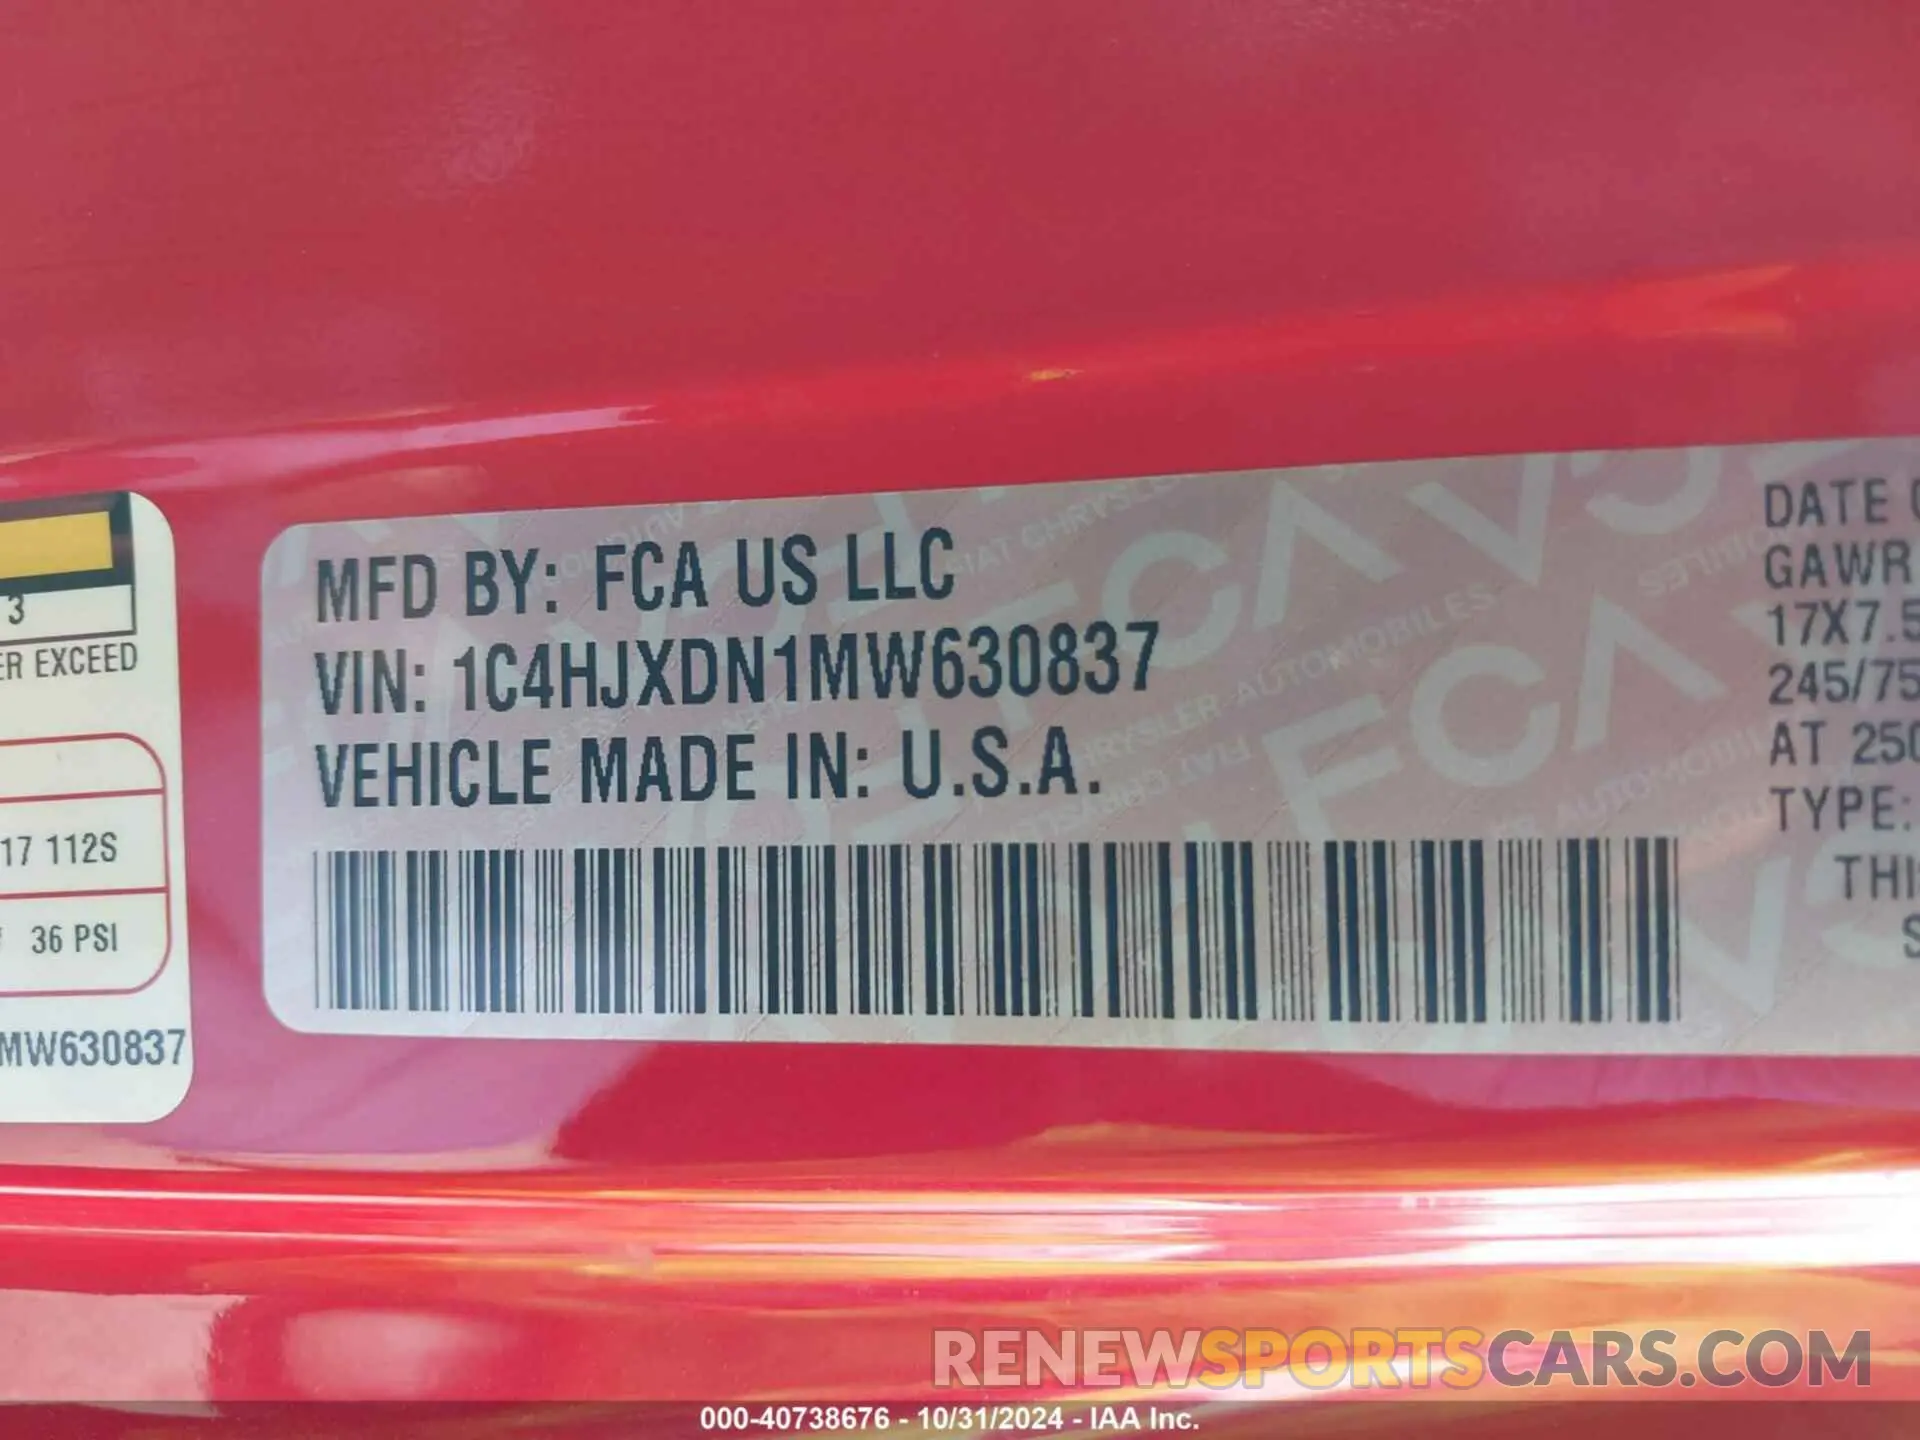 3
ER EXCEED
17 112S
36 PSI
MW630837
MFD BY: FCA US LLC
VIN: 1C4HJXDN1MW630837
VEHICLE MADE IN: U.S.A.
DATE
GAWR
17X7.5
245/75
AT 250
TYPE:
THI
S
RENEWSPORTSCARS.COM
000-40738676 - 10/31/2024 - IAA Inc.